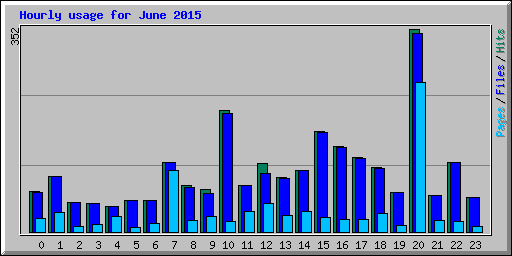 Hourly usage for June 2015
352
Pages / Files / Hits
0 1 2 3 4 5 6 7 8 9 10 11 12 13 14 15 16 17 18 19 20 21 22 23